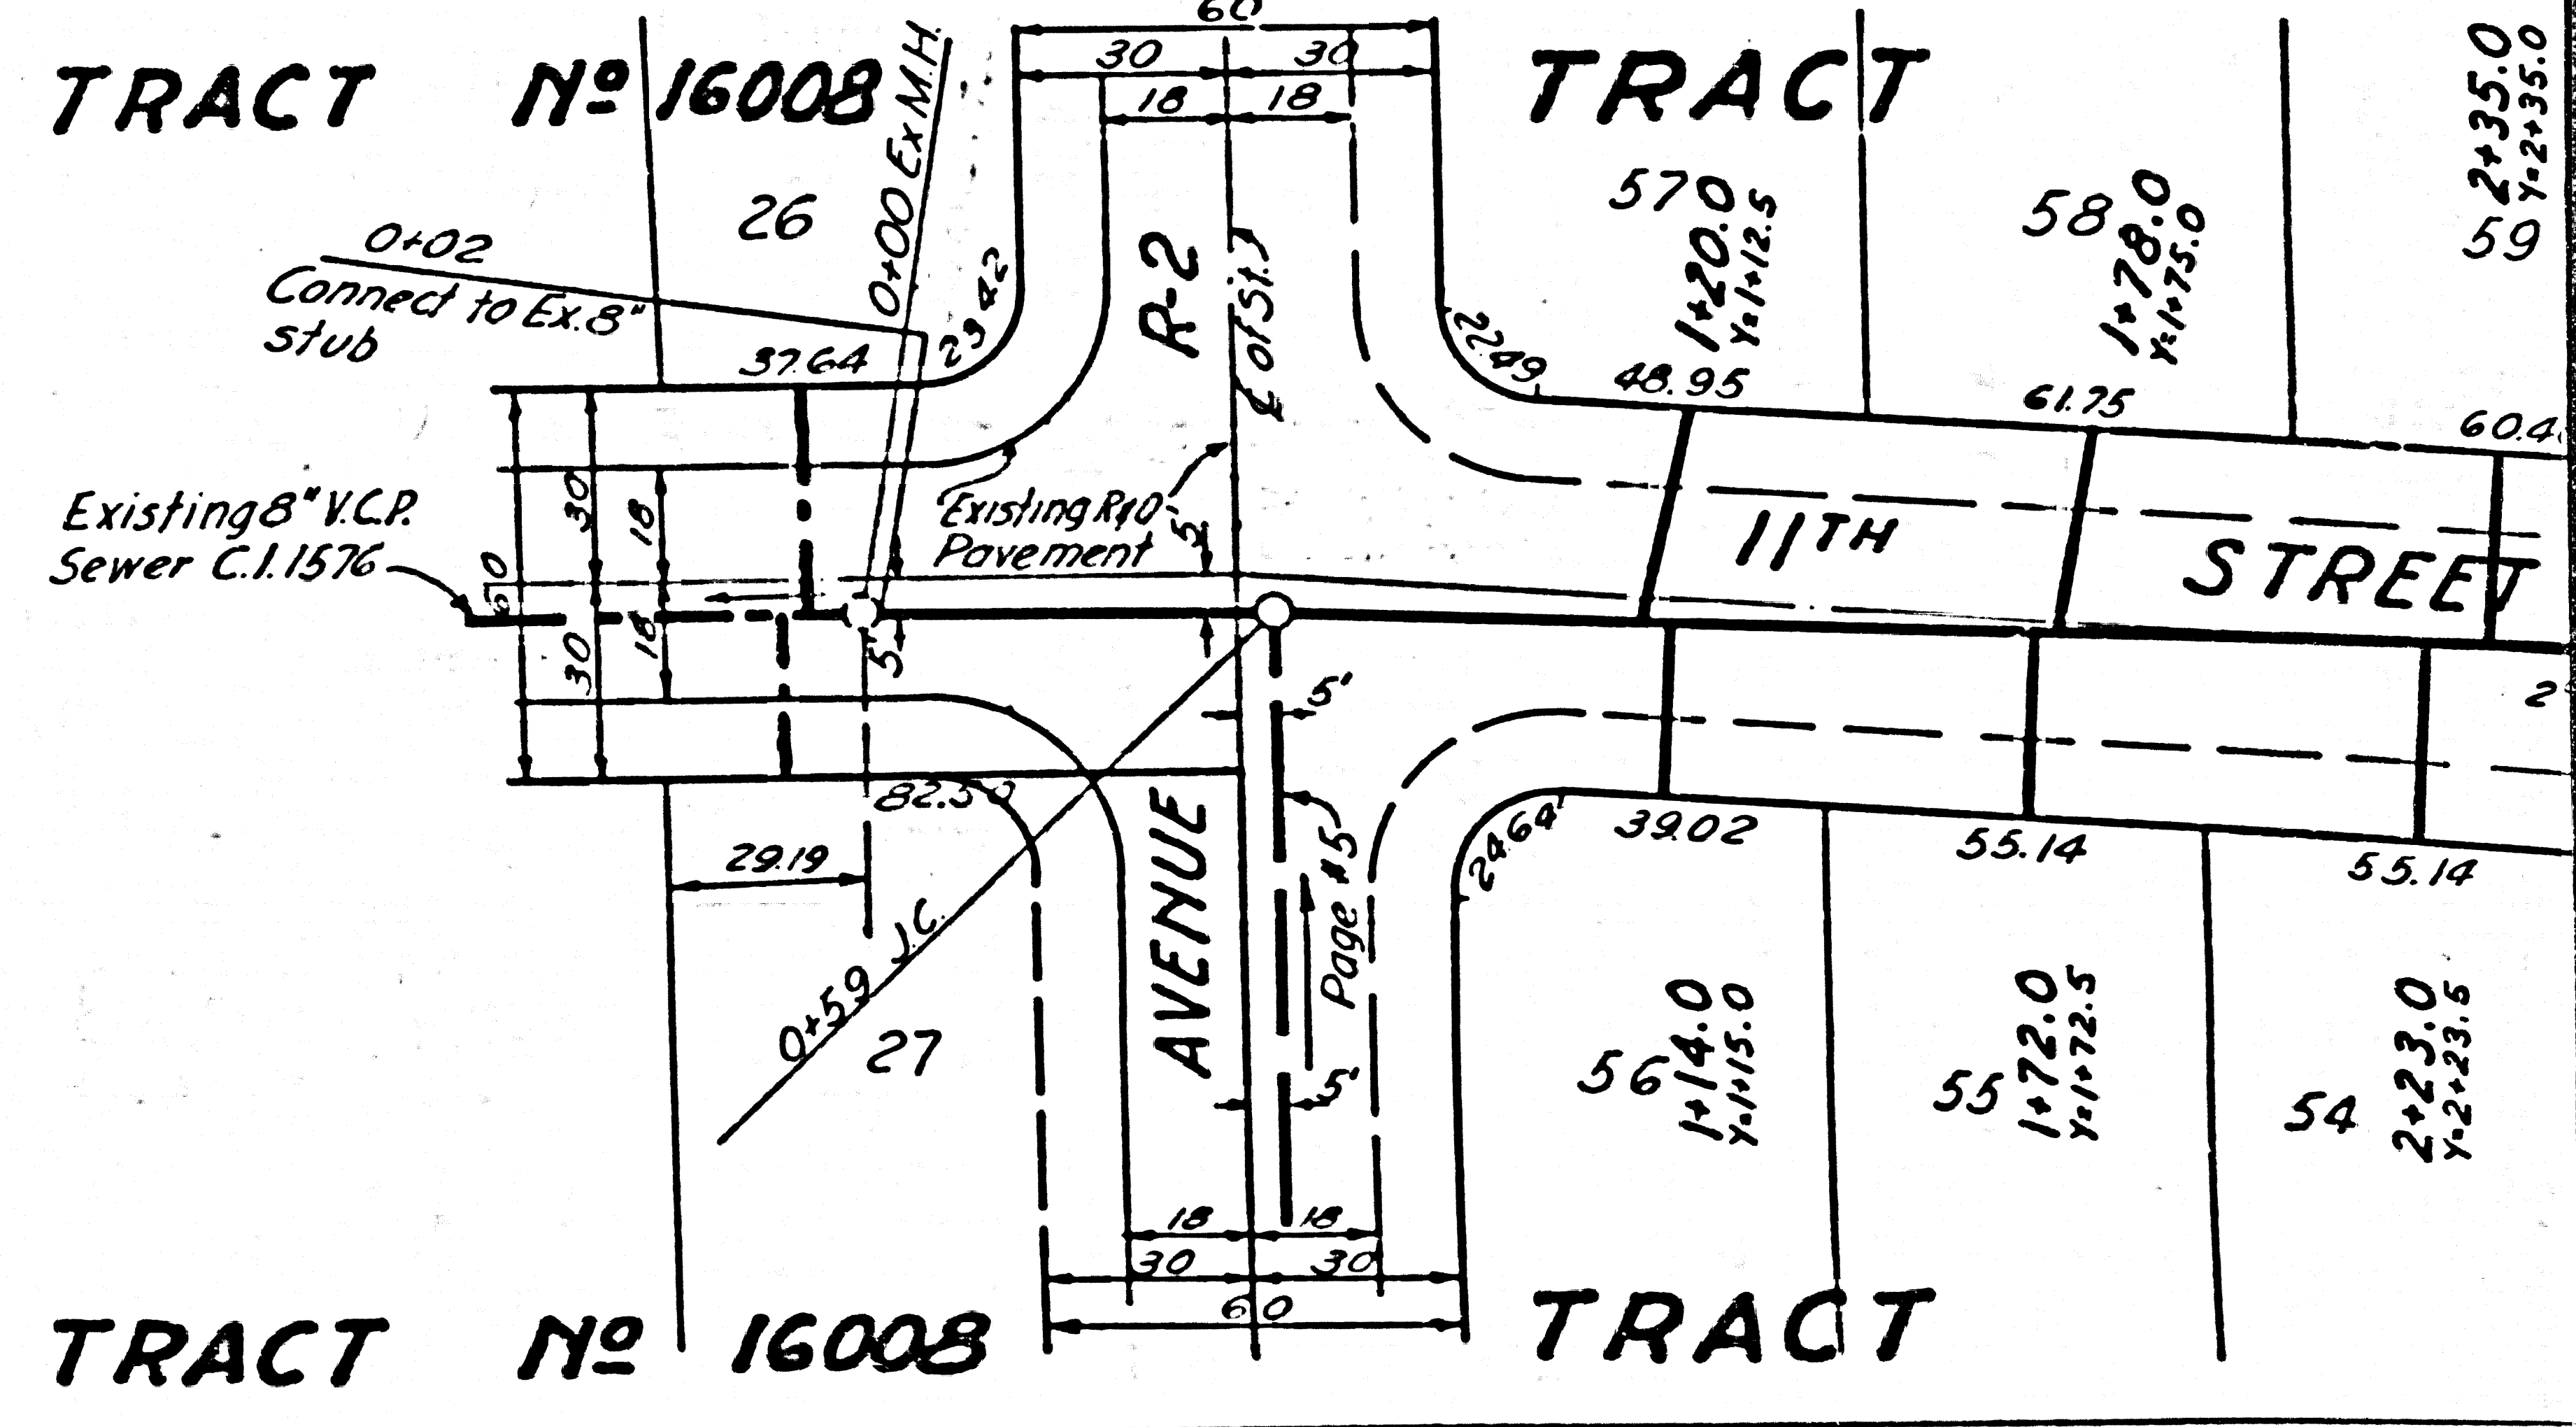 60
30 30
18 18
TRACT Nº 16008
TRACT
0+00 Ex M.H.
26
0+02
Connect to Ex. 8"
stub
37.64
23.42
R-2
℄ of St.
22.49
57
1+20.0
Y=1+12.5
48.95
58
1+78.0
Y=1+75.0
61.75
2+35.0
Y=2+35.0
59
Existing 8" V.C.P.
Sewer C.I. 1576
60
30
18
30
18
Existing R&O
Pavement
5'
5'
11TH STREET
5'
82.50
29.19
0+59 J.C.
27
AVENUE
Page #5
5'
24.64
39.02
55.14
55.14
56
1+14.0
Y=1+15.0
55
1+72.0
Y=1+72.5
54
2+23.0
Y=2+23.5
18 18
30 30
60
TRACT Nº 16008
TRACT